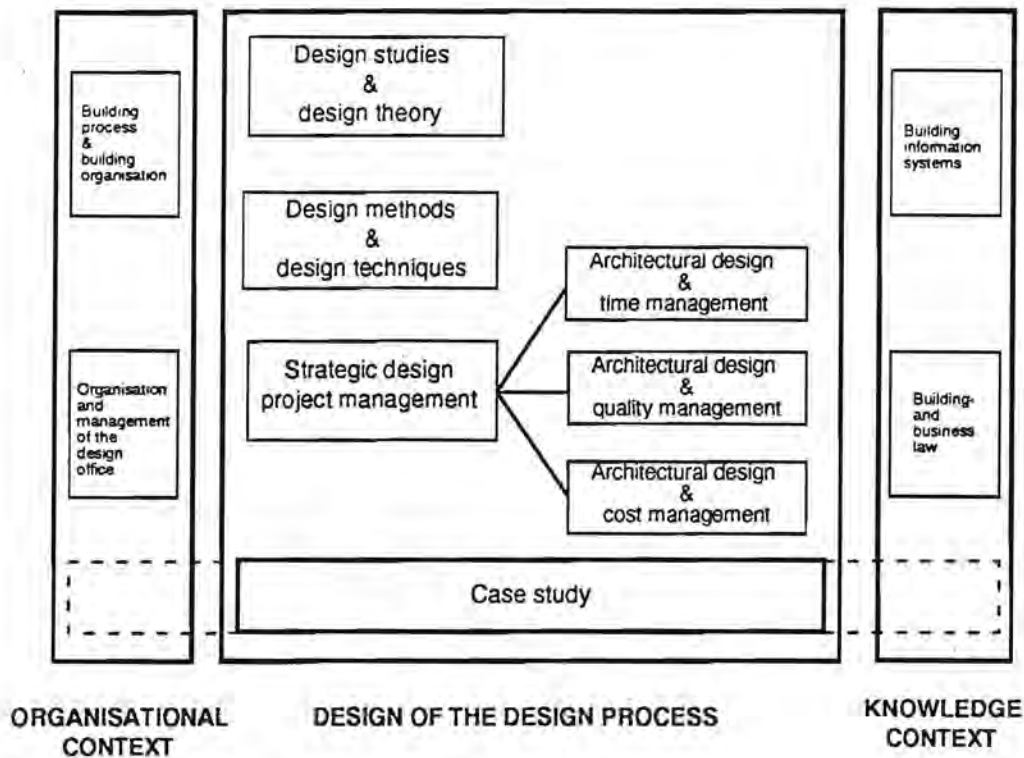 Building
process
&
building
organisation
Organisation
and
management
of the
design
office
Design studies
&
design theory
Design methods
&
design techniques
Strategic design
project management
Architectural design
&
time management
Architectural design
&
quality management
Architectural design
&
cost management
Case study
Building
information
systems
Building-
and
business
law
ORGANISATIONAL
CONTEXT
DESIGN OF THE DESIGN PROCESS
KNOWLEDGE
CONTEXT